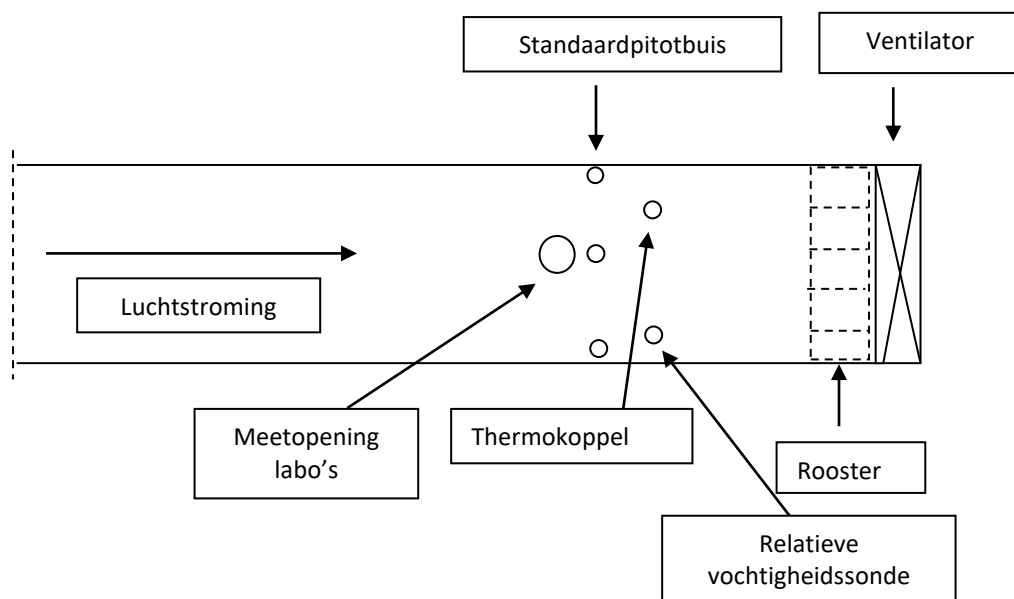 Standaardpitotbuis
Ventilator
Luchtstroming
Meetopening
labo’s
Thermokoppel
Rooster
Relatieve
vochtigheidssonde